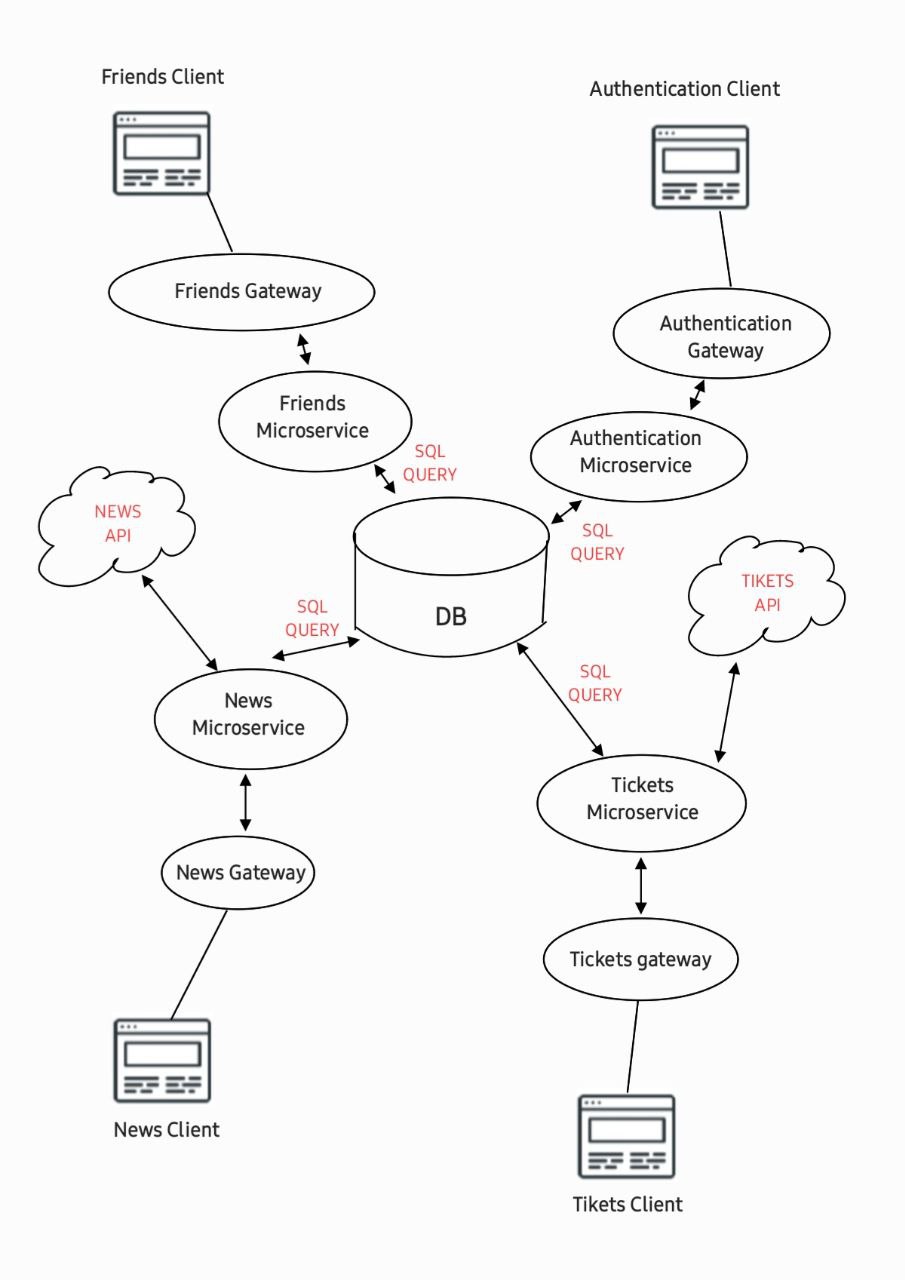 Friends Client
Authentication Client
Friends Gateway
Authentication
Gateway
Friends
Microservice
Authentication
Microservice
SQL
QUERY
NEWS
API
SQL
QUERY
TIKETS
API
SQL
QUERY
DB
SQL
QUERY
News
Microservice
Tickets
Microservice
News Gateway
Tickets gateway
News Client
Tikets Client